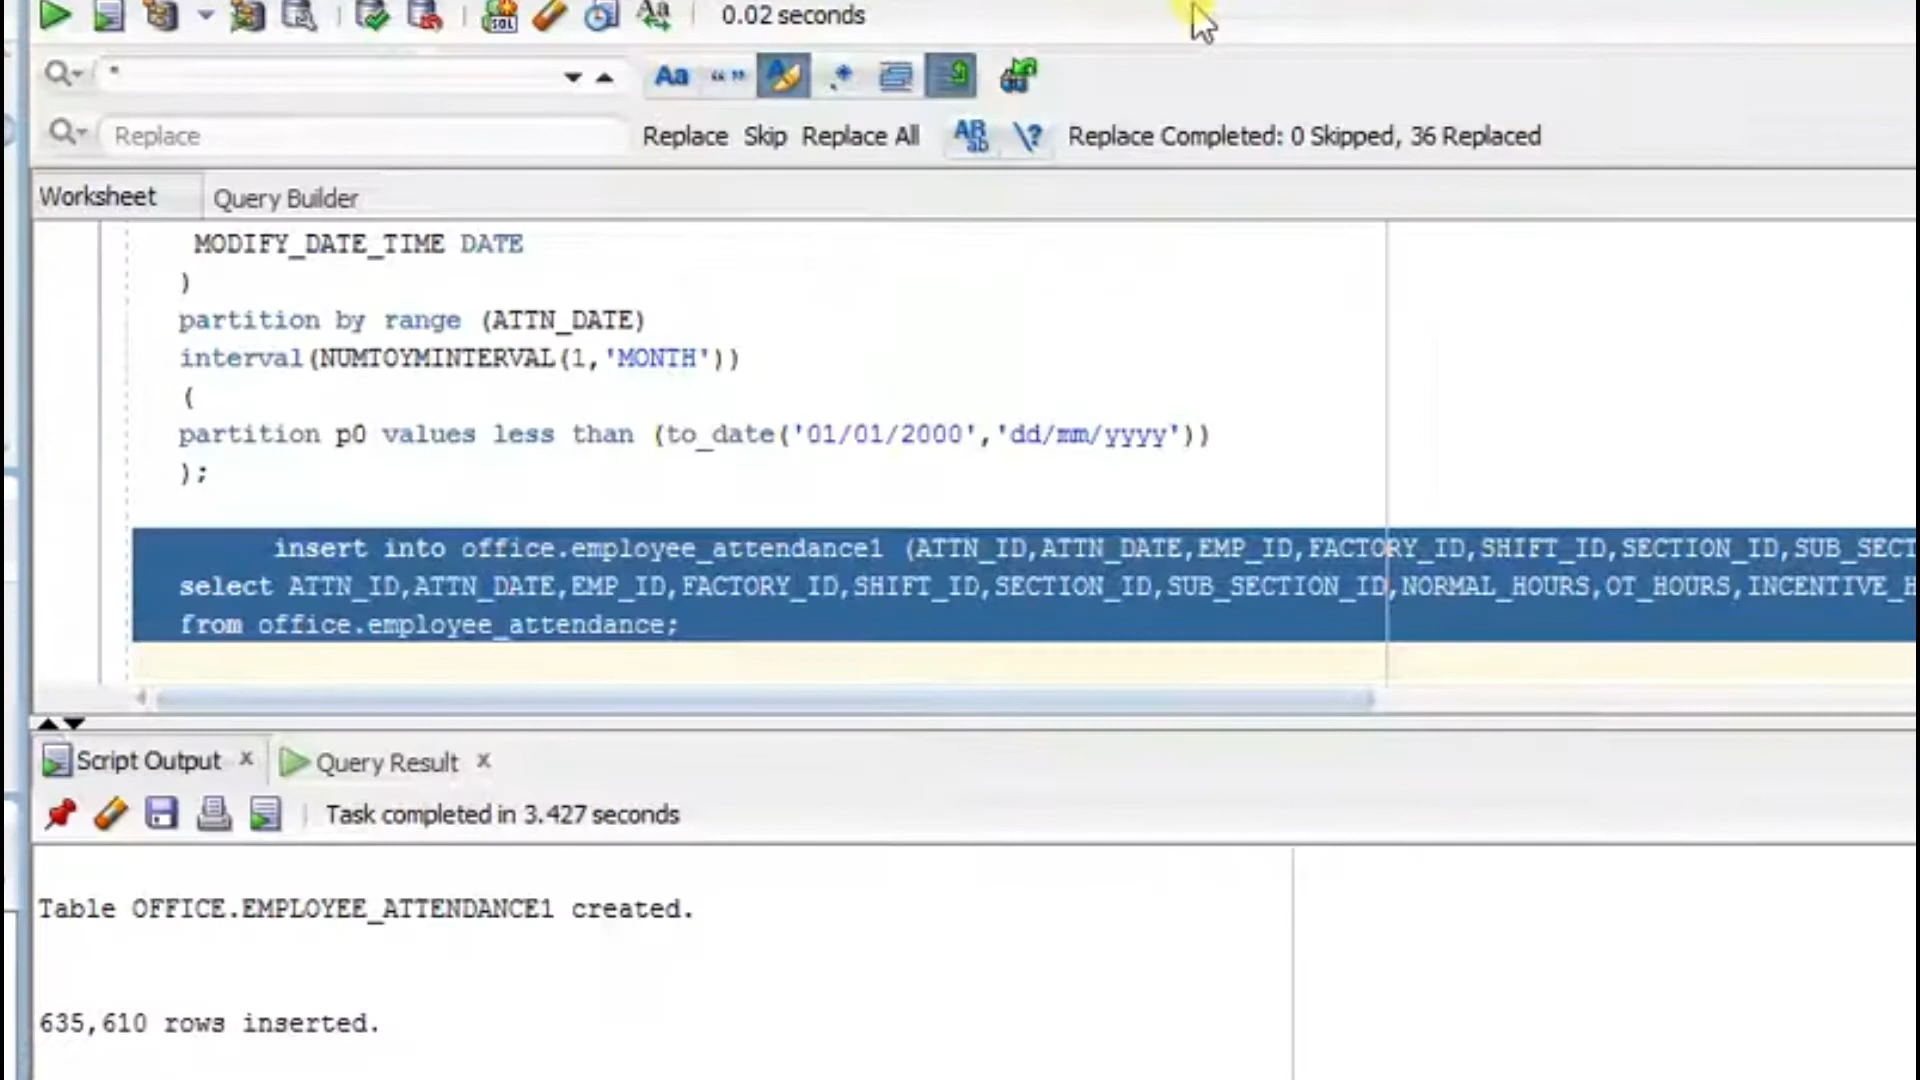 0.02 seconds
*
Aa “ ”
Replace
Replace Skip Replace All AB ab \? Replace Completed: 0 Skipped, 36 Replaced
Worksheet Query Builder
MODIFY_DATE_TIME DATE
)
partition by range (ATTN_DATE)
interval(NUMTOYMINTERVAL(1,'MONTH'))
(
partition p0 values less than (to_date('01/01/2000','dd/mm/yyyy'))
);
insert into office.employee_attendance1 (ATTN_ID,ATTN_DATE,EMP_ID,FACTORY_ID,SHIFT_ID,SECTION_ID,SUB_SECT
select ATTN_ID,ATTN_DATE,EMP_ID,FACTORY_ID,SHIFT_ID,SECTION_ID,SUB_SECTION_ID,NORMAL_HOURS,OT_HOURS,INCENTIVE_H
from office.employee_attendance;
Script Output x Query Result x
Task completed in 3.427 seconds
Table OFFICE.EMPLOYEE_ATTENDANCE1 created.
635,610 rows inserted.